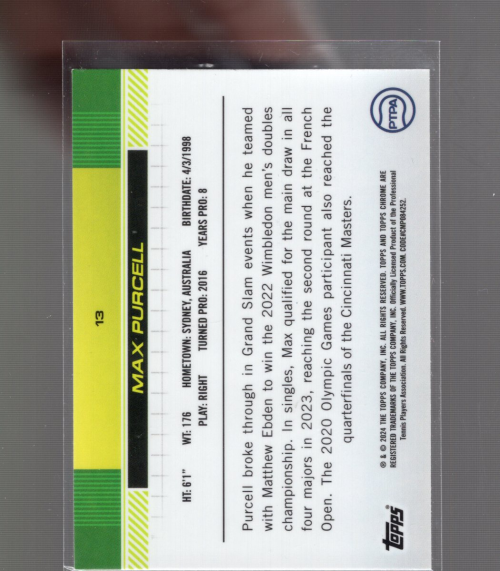 13
MAX PURCELL
HT: 6'1" WT: 176 HOMETOWN: SYDNEY, AUSTRALIA BIRTHDATE: 4/3/1998
PLAY: RIGHT TURNED PRO: 2016 YEARS PRO: 8
Purcell broke through in Grand Slam events when he teamed
with Matthew Ebden to win the 2022 Wimbledon men's doubles
championship. In singles, Max qualified for the main draw in all
four majors in 2023, reaching the second round at the French
Open. The 2020 Olympic Games participant also reached the
quarterfinals of the Cincinnati Masters.
topps
® & © 2024 THE TOPPS COMPANY, INC. ALL RIGHTS RESERVED. TOPPS AND TOPPS CHROME ARE
REGISTERED TRADEMARKS OF THE TOPPS COMPANY, INC. Officially Licensed Product of the Professional
Tennis Players Association. All Rights Reserved. WWW.TOPPS.COM. CODE#CMP084252.
PTPA